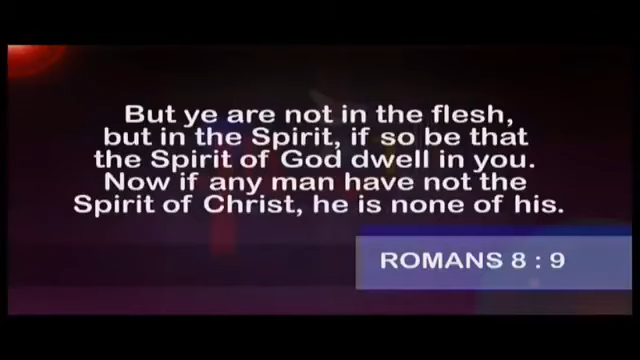 But ye are not in the flesh,
but in the Spirit, if so be that
the Spirit of God dwell in you.
Now if any man have not the
Spirit of Christ, he is none of his.
ROMANS 8 : 9